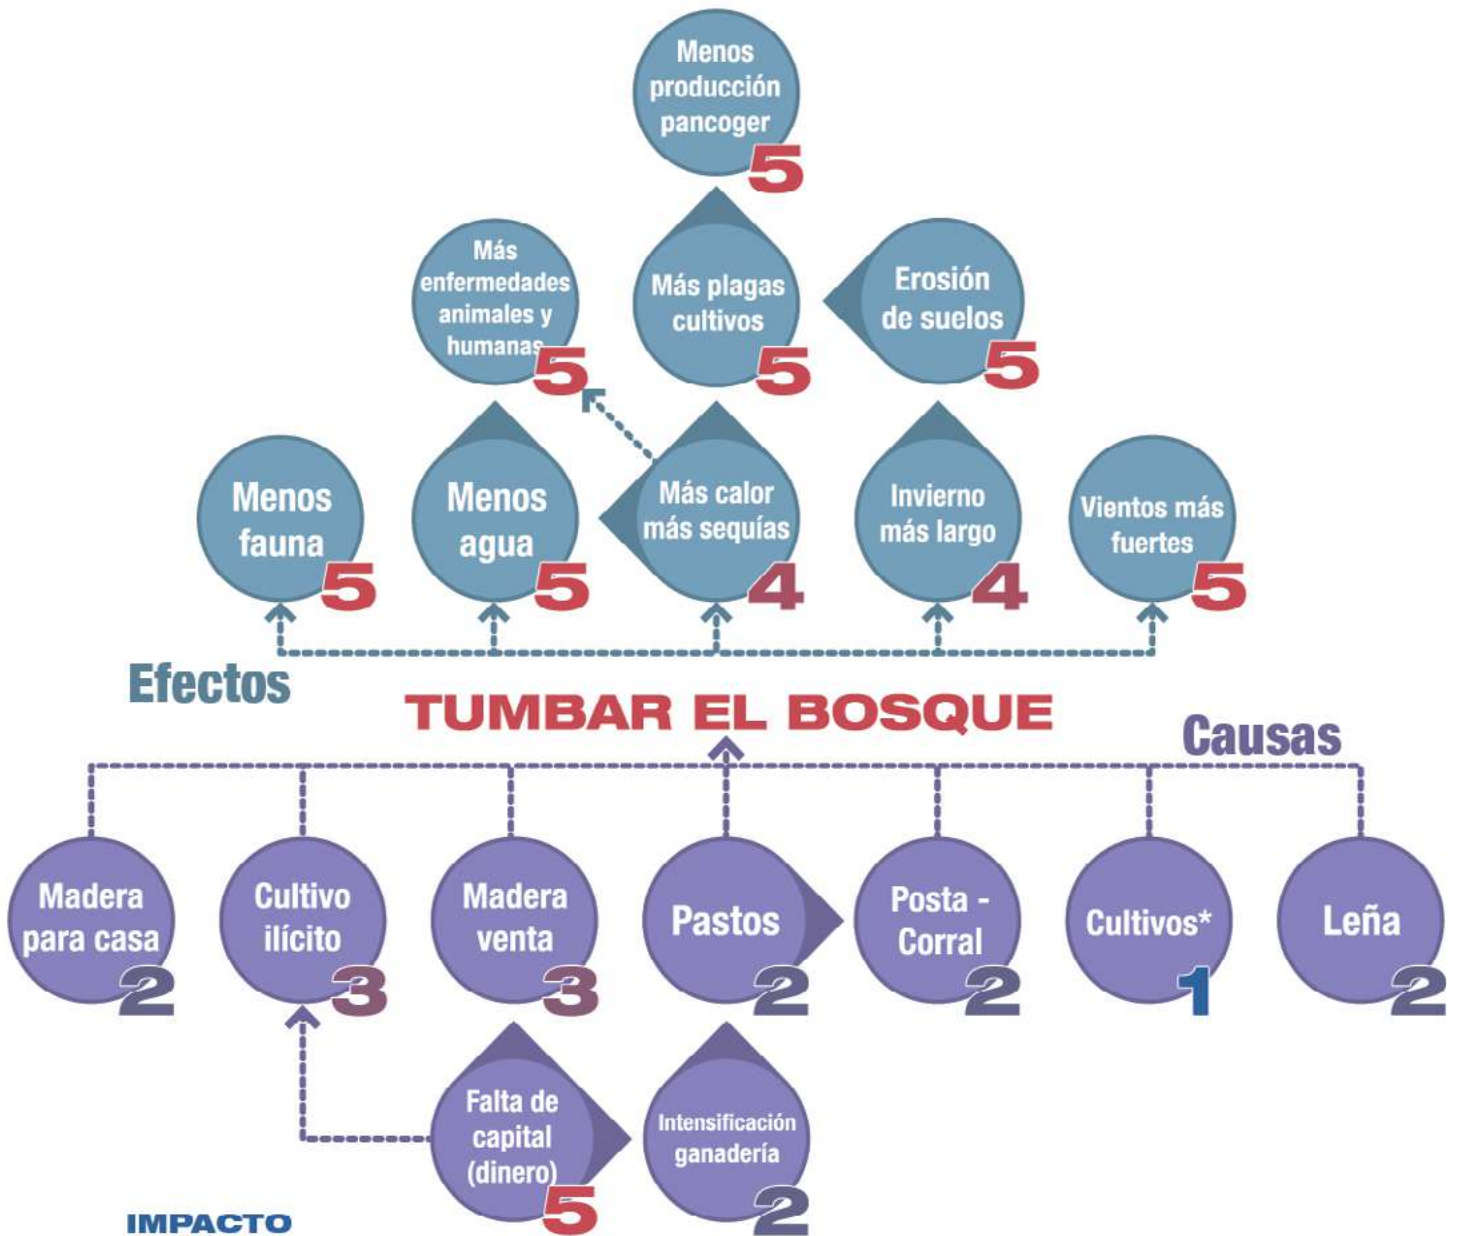 Menos
producción
pancoger
5
Más
enfermedades
animales y
humanas
5
Más plagas
cultivos
5
Erosión
de suelos
5
Menos
fauna
5
Menos
agua
5
Más calor
más sequías
4
Invierno
más largo
4
Vientos más
fuertes
5
Efectos
TUMBAR EL BOSQUE
Causas
Madera
para casa
2
Cultivo
ilícito
3
Madera
venta
3
Pastos
2
Posta -
Corral
2
Cultivos*
1
Leña
2
Falta de
capital
(dinero)
5
Intensificación
ganadería
2
IMPACTO